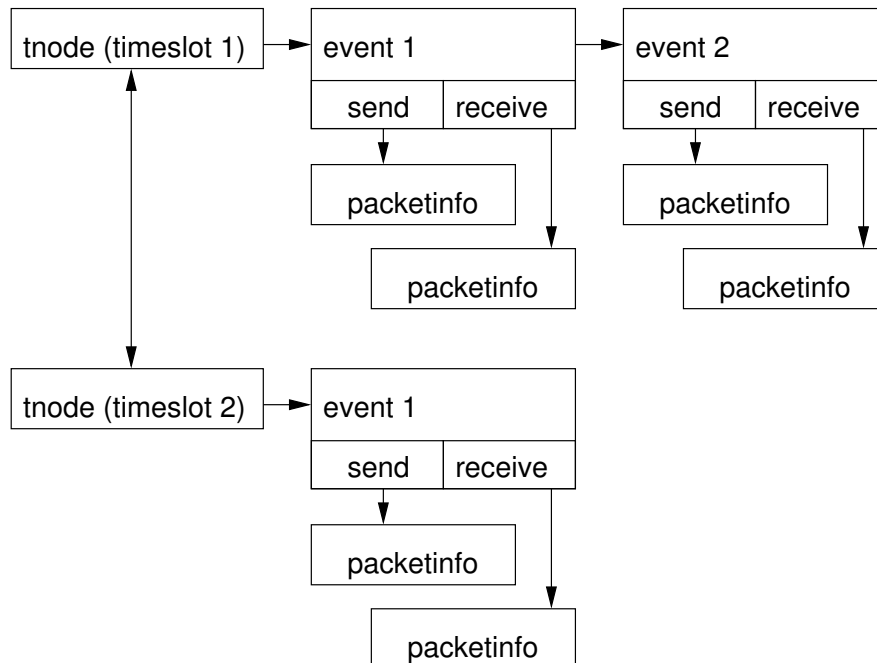 tnode (timeslot 1)
event 1
event 2
send
receive
send
receive
packetinfo
packetinfo
packetinfo
packetinfo
tnode (timeslot 2)
event 1
send
receive
packetinfo
packetinfo